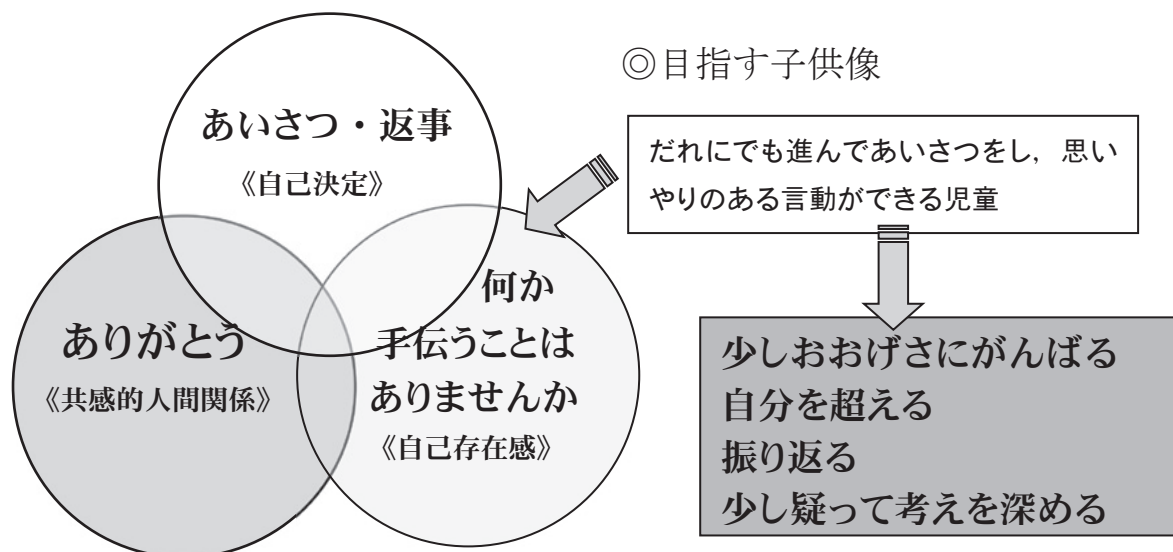 ◎目指す子供像
あいさつ・返事
《自己決定》
だれにでも進んであいさつをし，思い
やりのある言動ができる児童
ありがとう
《共感的人間関係》
何か
手伝うことは
ありませんか
《自己存在感》
少しおおげさにがんばる
自分を超える
振り返る
少し疑って考えを深める